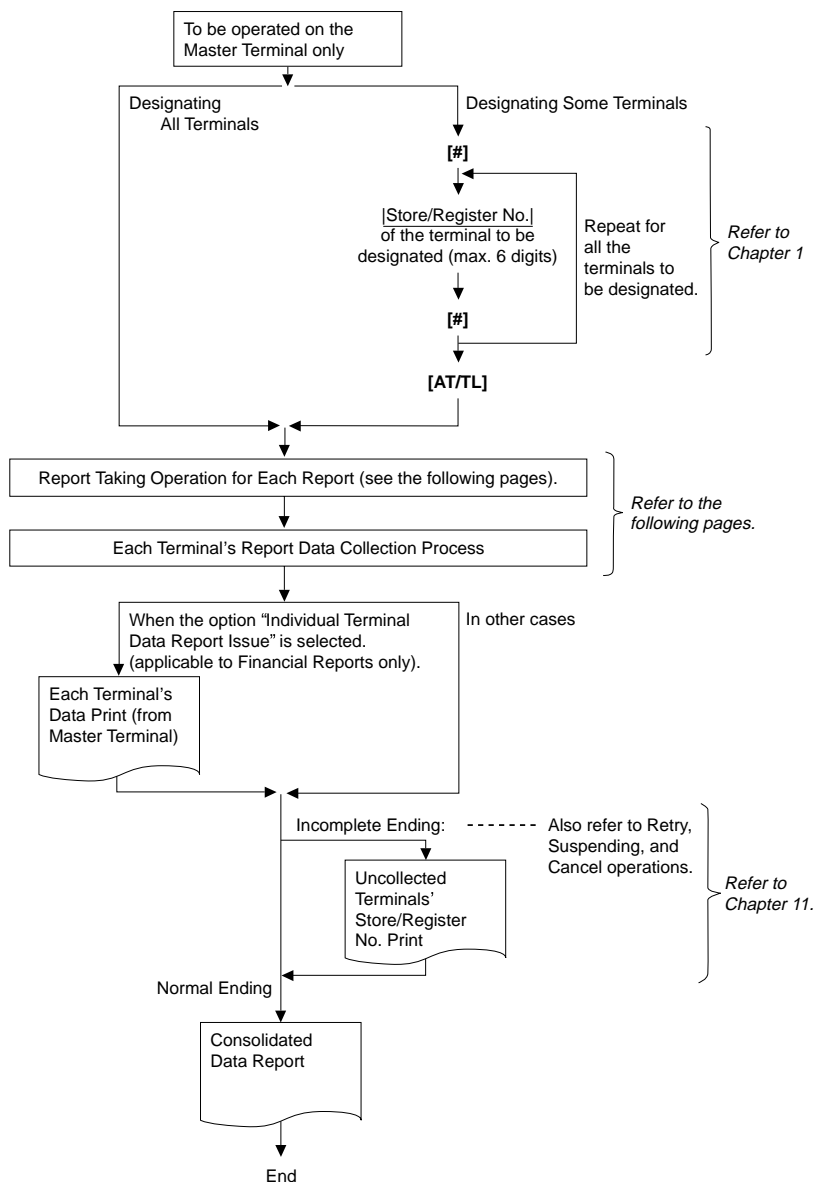 To be operated on the
Master Terminal only
Designating
All Terminals
Designating Some Terminals
[#]
|Store/Register No.|
of the terminal to be
designated (max. 6 digits)
Repeat for
all the
terminals to
be designated.
Refer to
Chapter 1
[#]
[AT/TL]
Report Taking Operation for Each Report (see the following pages).
Each Terminal’s Report Data Collection Process
Refer to the
following pages.
When the option “Individual Terminal
Data Report Issue” is selected.
(applicable to Financial Reports only).
In other cases
Each Terminal’s
Data Print (from
Master Terminal)
Incomplete Ending:
Also refer to Retry,
Suspending, and
Cancel operations.
Uncollected
Terminals’
Store/Register
No. Print
Refer to
Chapter 11.
Normal Ending
Consolidated
Data Report
End